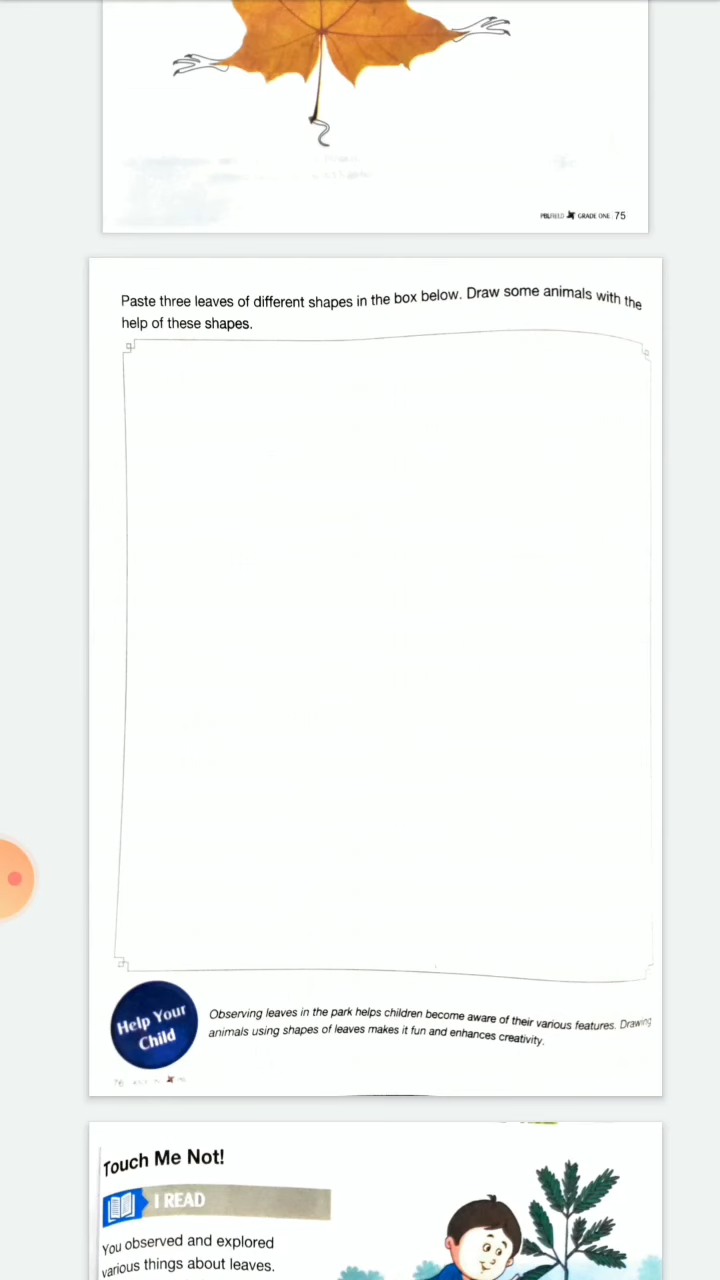 GRADE ONE 75
Paste three leaves of different shapes in the box below. Draw some animals with the
help of these shapes.
Help Your
Child
Observing leaves in the park helps children become aware of their various features. Drawing
animals using shapes of leaves makes it fun and enhances creativity.
76
Touch Me Not!
I READ
You observed and explored
various things about leaves.